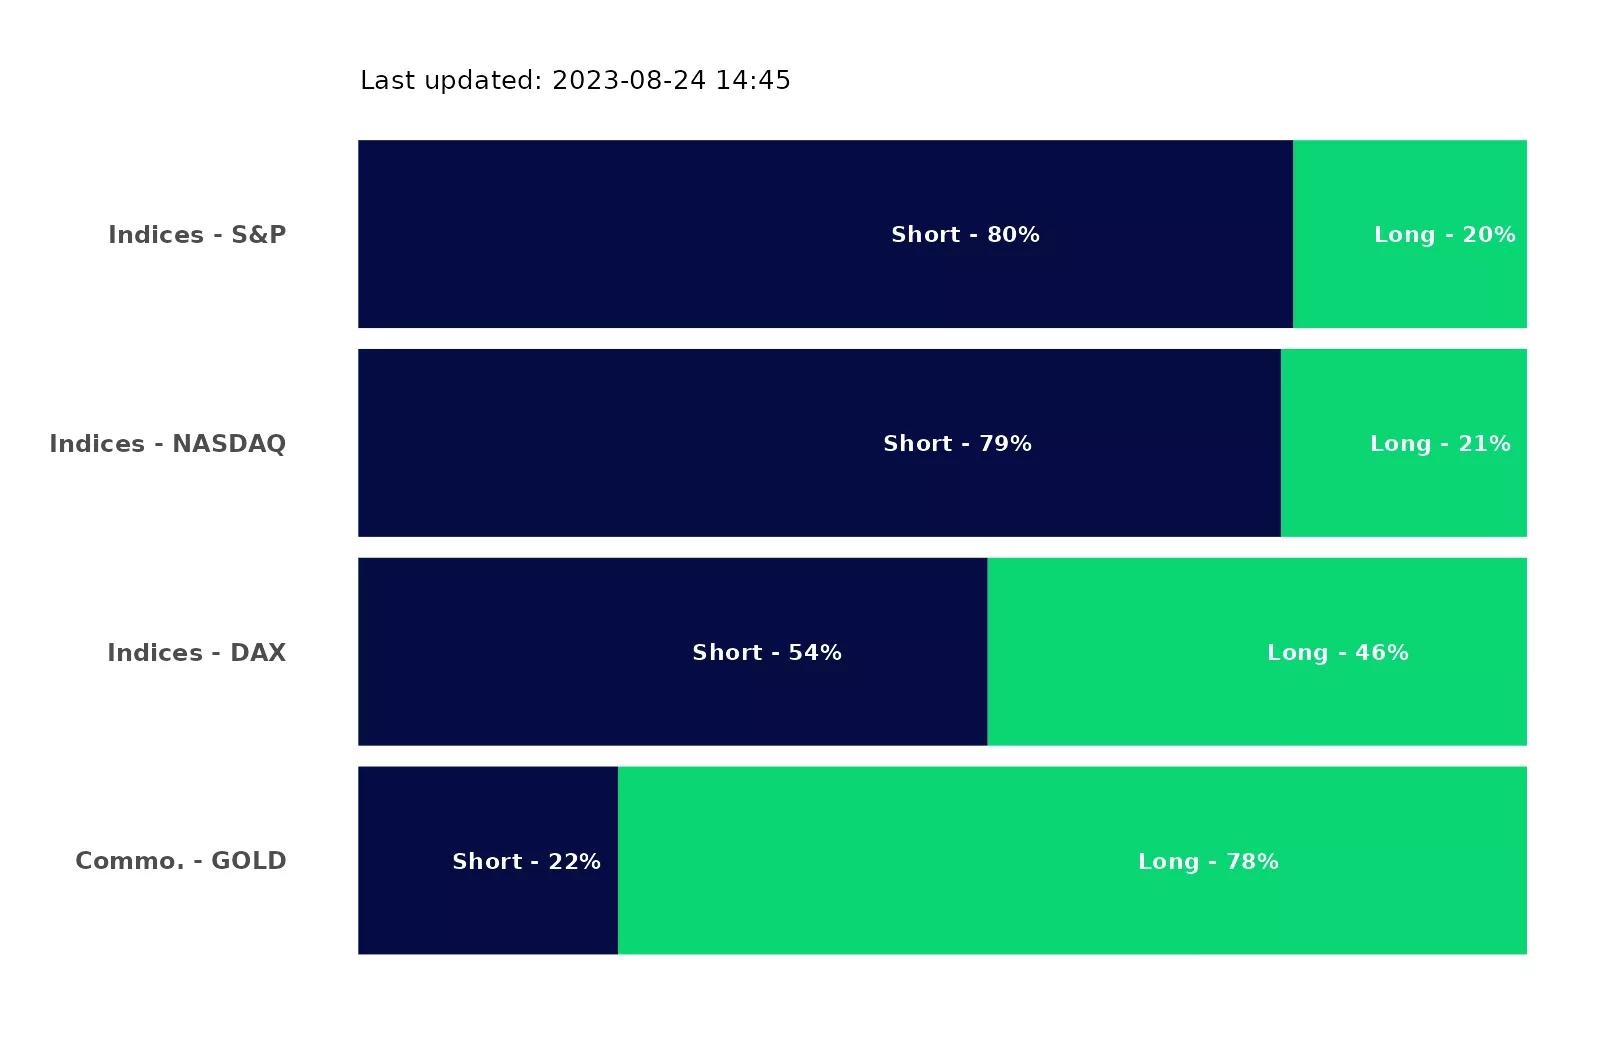 Last updated: 2023-08-24 14:45
Indices - S&P Short - 80% Long - 20%
Indices - NASDAQ Short - 79% Long - 21%
Indices - DAX Short - 54% Long - 46%
Commo. - GOLD Short - 22% Long - 78%